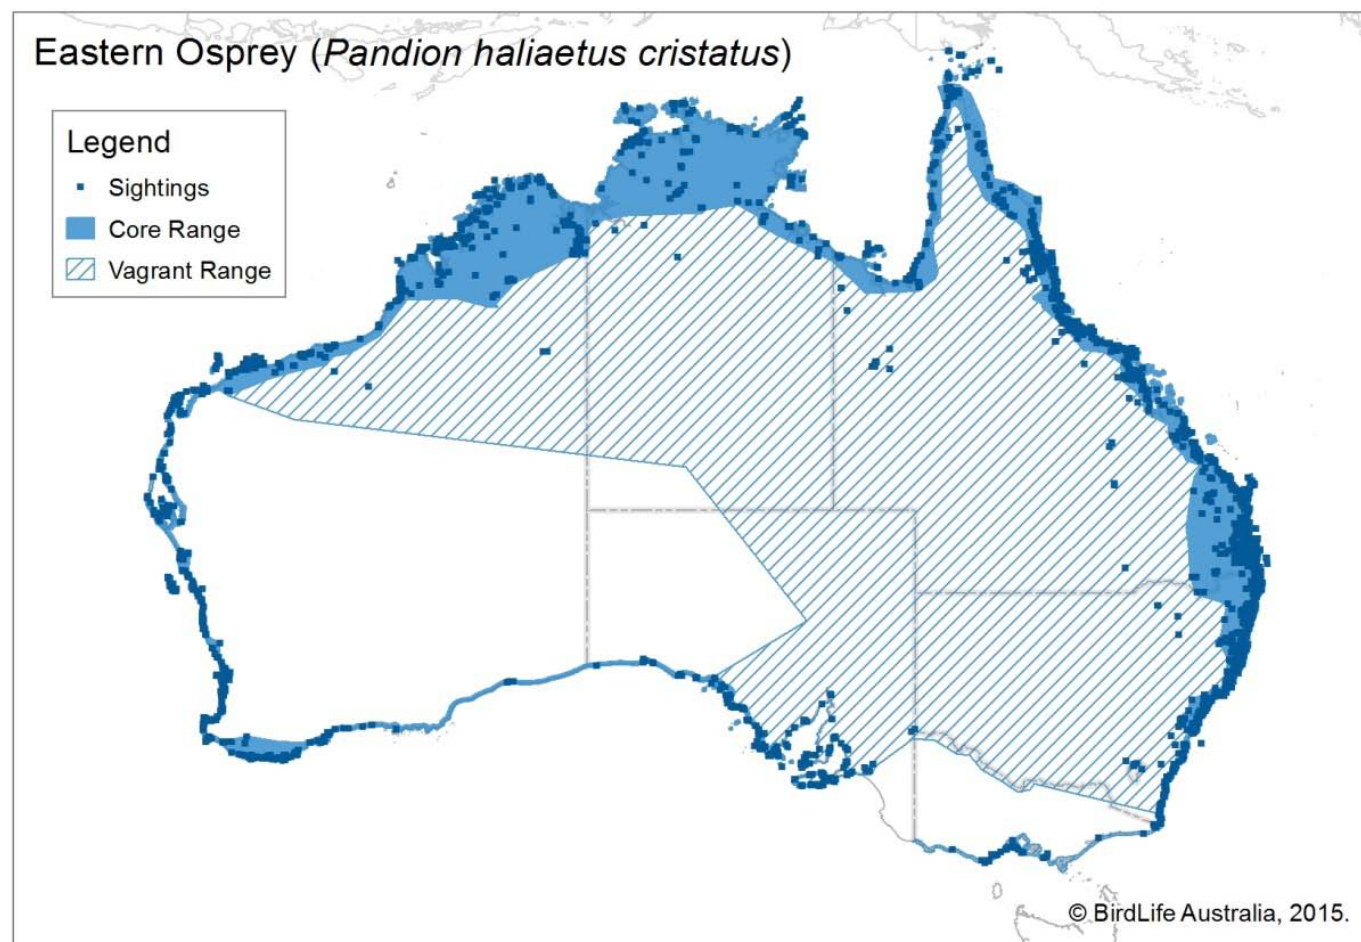 Eastern Osprey (Pandion haliaetus cristatus)
Legend
Sightings
Core Range
Vagrant Range
© BirdLife Australia, 2015.